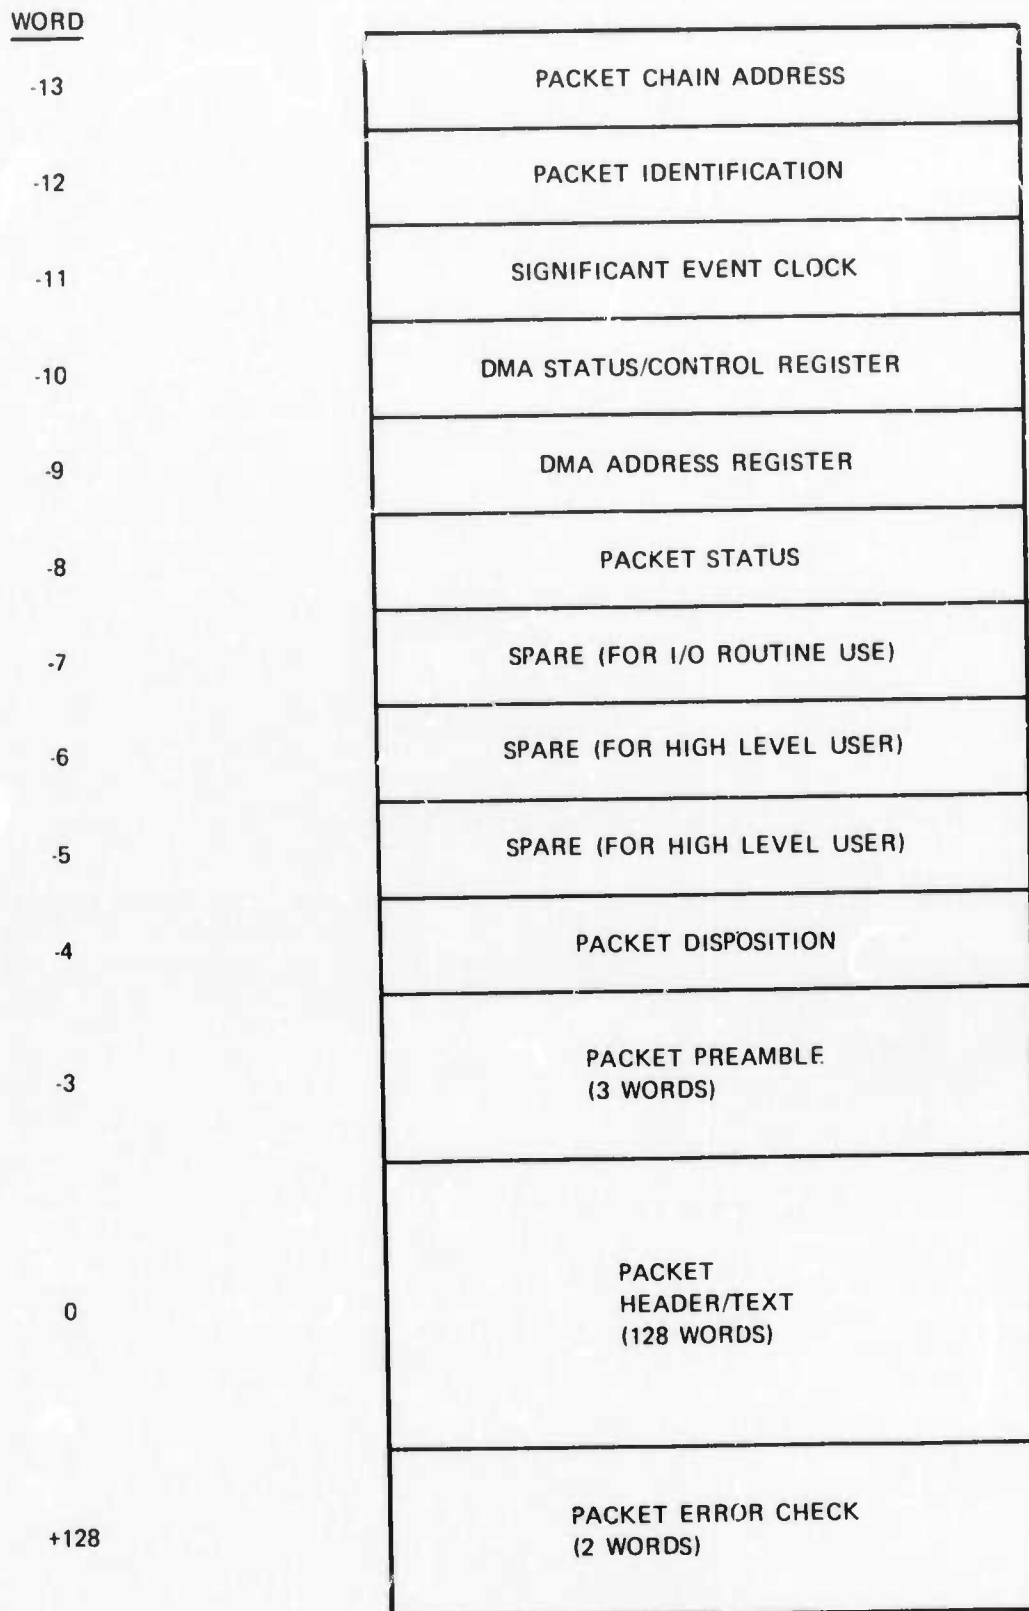 WORD
-13 PACKET CHAIN ADDRESS
-12 PACKET IDENTIFICATION
-11 SIGNIFICANT EVENT CLOCK
-10 DMA STATUS/CONTROL REGISTER
-9 DMA ADDRESS REGISTER
-8 PACKET STATUS
-7 SPARE (FOR I/O ROUTINE USE)
-6 SPARE (FOR HIGH LEVEL USER)
-5 SPARE (FOR HIGH LEVEL USER)
-4 PACKET DISPOSITION
-3 PACKET PREAMBLE
(3 WORDS)
0 PACKET
HEADER/TEXT
(128 WORDS)
+128 PACKET ERROR CHECK
(2 WORDS)